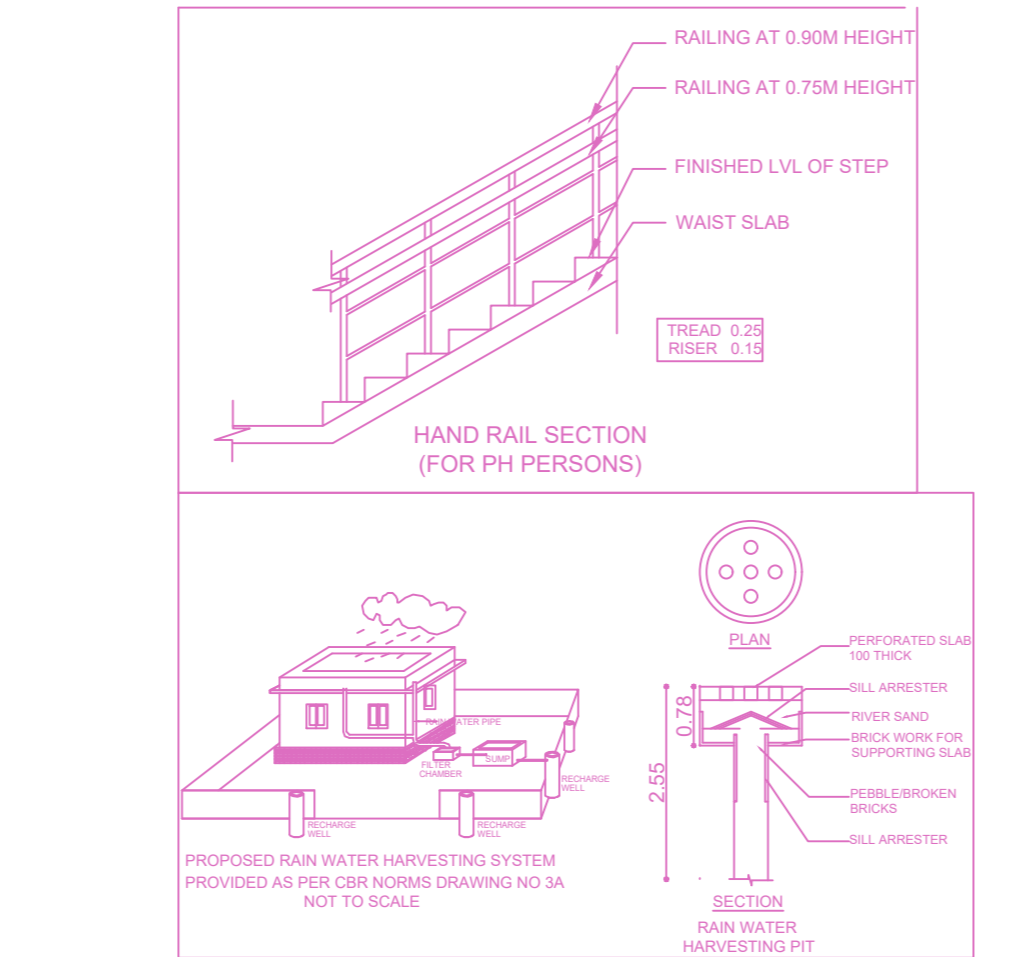 RAILING AT 0.90M HEIGHT
RAILING AT 0.75M HEIGHT
FINISHED LVL OF STEP
WAIST SLAB
TREAD 0.25
RISER 0.15
HAND RAIL SECTION
(FOR PH PERSONS)
PLAN
PERFORATED SLAB
100 THICK
SILL ARRESTER
RIVER SAND
BRICK WORK FOR
SUPPORTING SLAB
PEBBLE/BROKEN
BRICKS
SILL ARRESTER
0.78
2.55
SECTION
RAIN WATER
HARVESTING PIT
RAIN WATER PIPE
FILTER
CHAMBER
SUMP
RECHARGE
WELL
RECHARGE
WELL
RECHARGE
WELL
PROPOSED RAIN WATER HARVESTING SYSTEM
PROVIDED AS PER CBR NORMS DRAWING NO 3A
NOT TO SCALE